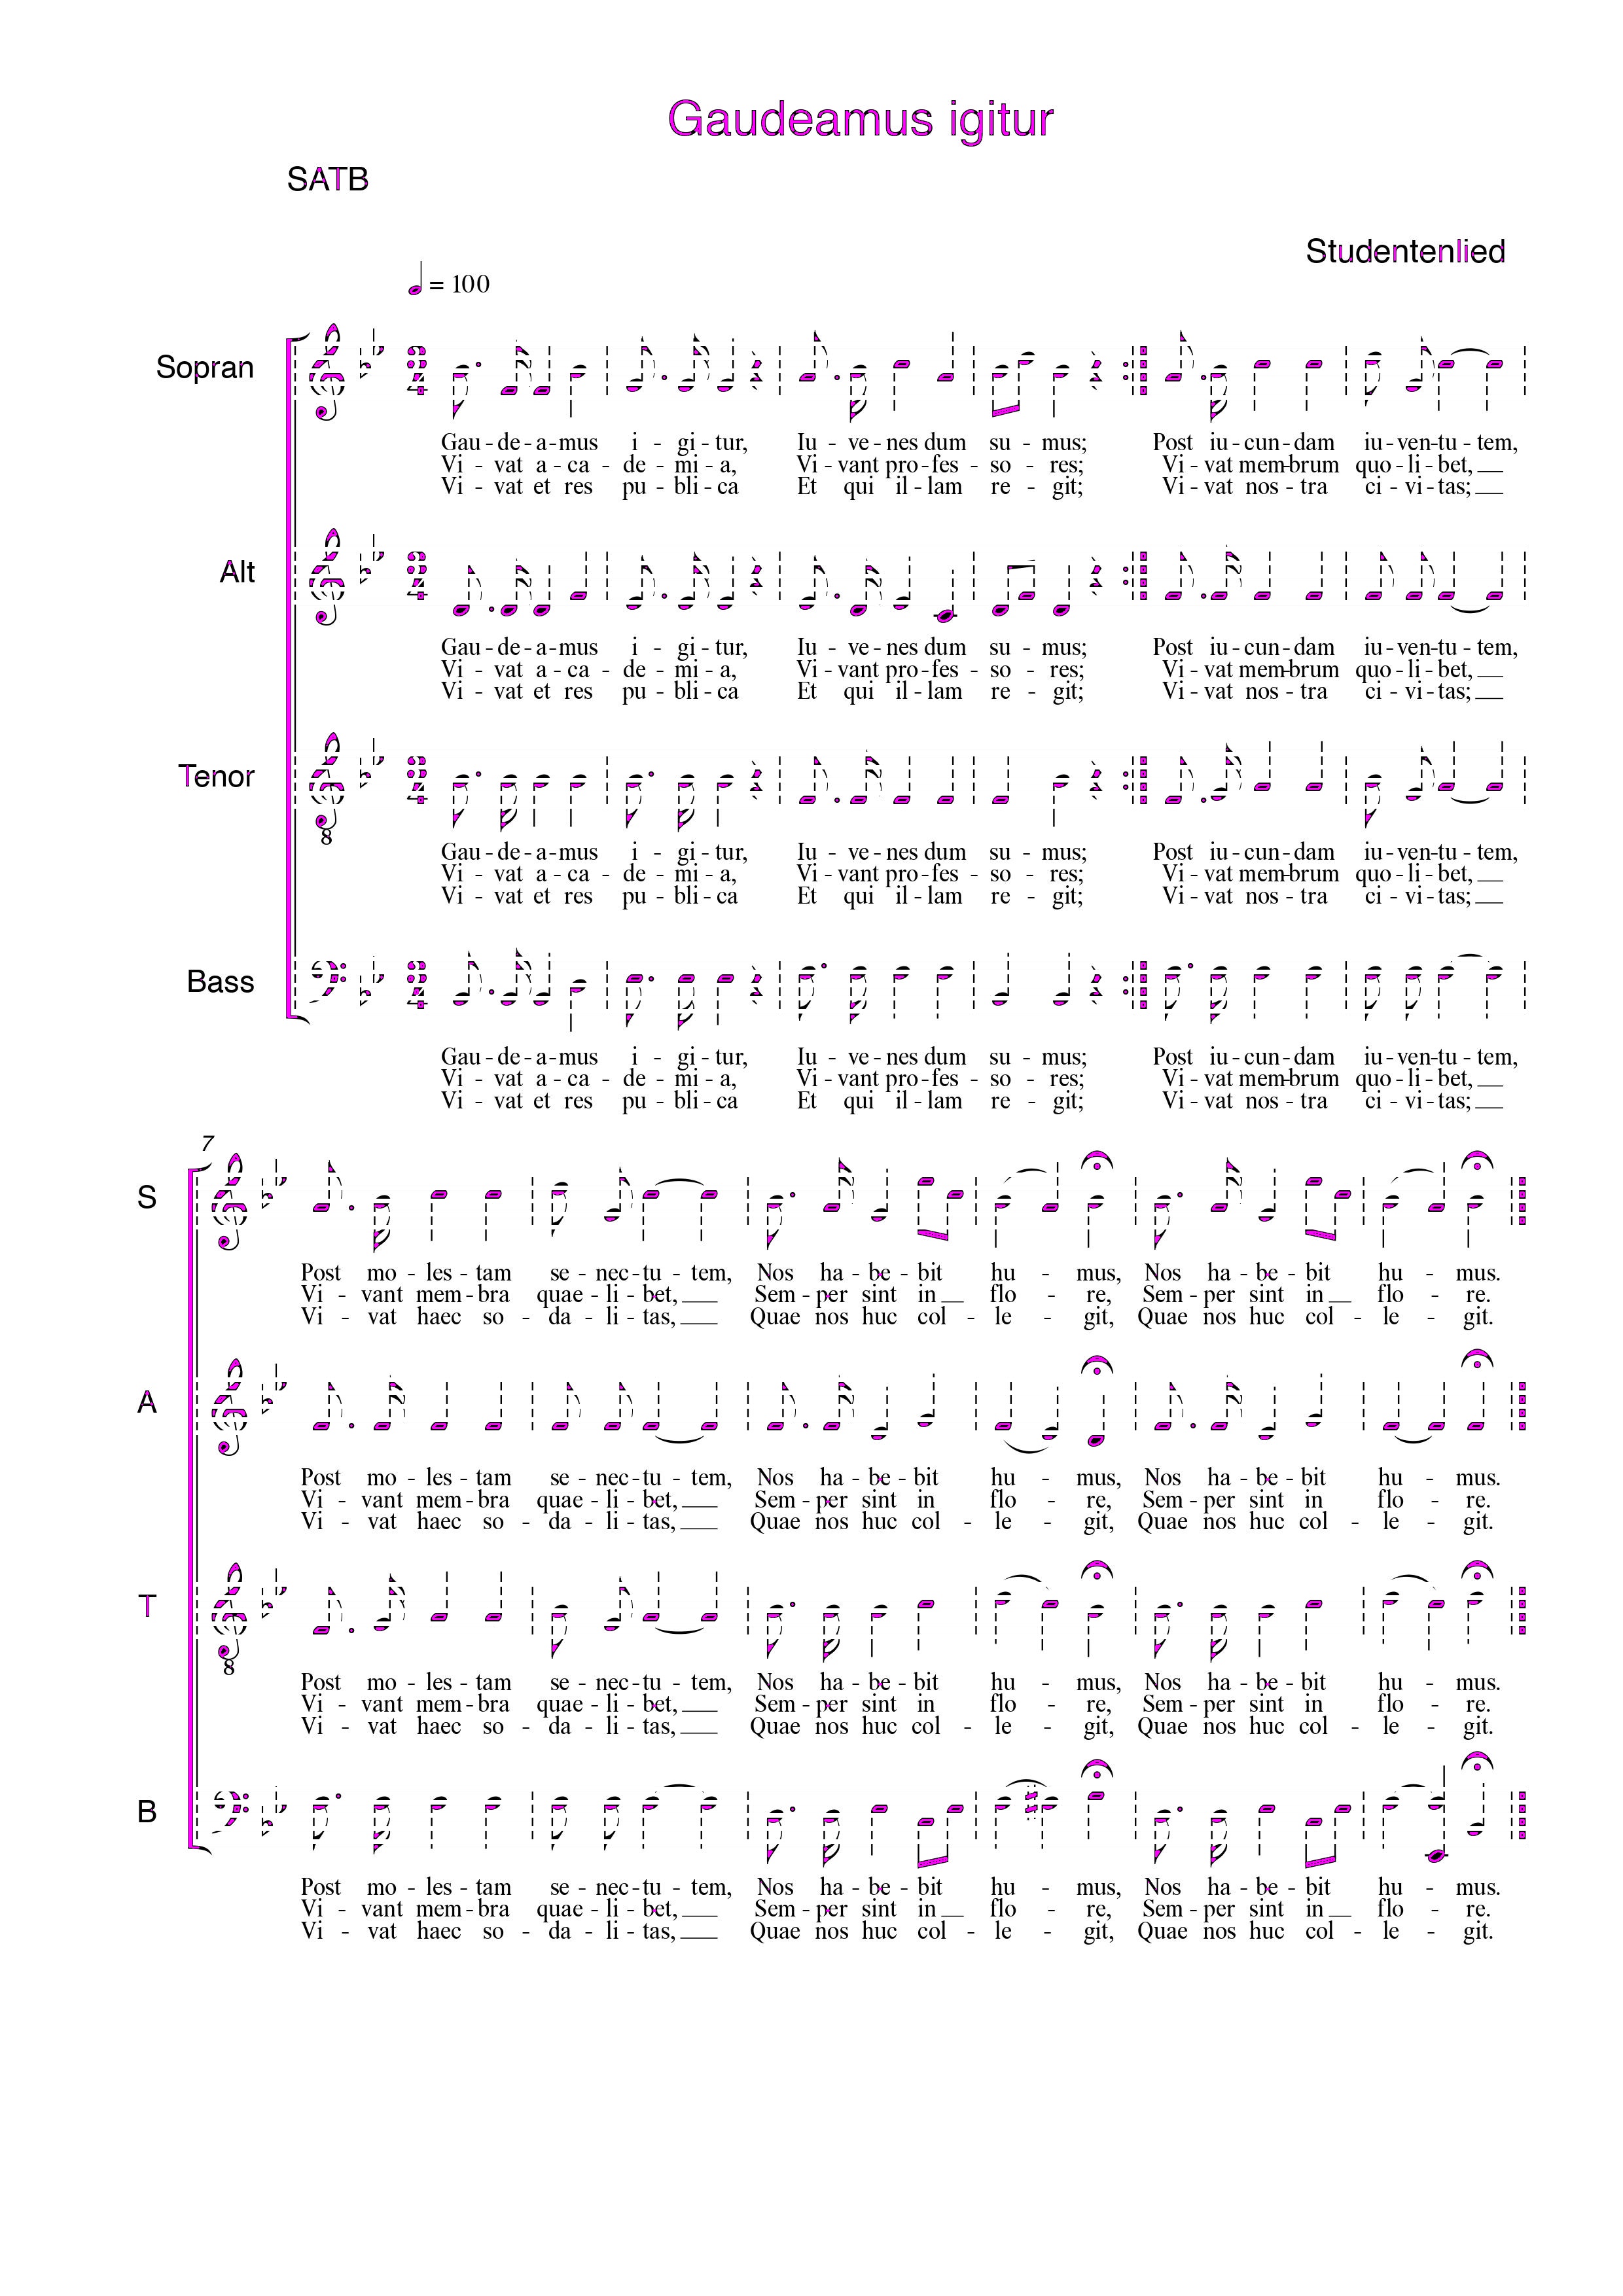 Gaudeamus igitur
SATB
Studentenlied
= 100
Sopran
Gau - de - a - mus i - gi - tur, Iu - ve - nes dum su - mus; Post iu - cun - dam iu - ven - tu - tem,
Vi - vat a - ca - de - mi - a, Vi - vant pro - fes - so - res; Vi - vat mem - brum quo - li - bet,
Vi - vat et res pu - bli - ca Et qui il - lam re - git; Vi - vat nos - tra ci - vi - tas;
Alt
Gau - de - a - mus i - gi - tur, Iu - ve - nes dum su - mus; Post iu - cun - dam iu - ven - tu - tem,
Vi - vat a - ca - de - mi - a, Vi - vant pro - fes - so - res; Vi - vat mem - brum quo - li - bet,
Vi - vat et res pu - bli - ca Et qui il - lam re - git; Vi - vat nos - tra ci - vi - tas;
Tenor
8
Gau - de - a - mus i - gi - tur, Iu - ve - nes dum su - mus; Post iu - cun - dam iu - ven - tu - tem,
Vi - vat a - ca - de - mi - a, Vi - vant pro - fes - so - res; Vi - vat mem - brum quo - li - bet,
Vi - vat et res pu - bli - ca Et qui il - lam re - git; Vi - vat nos - tra ci - vi - tas;
Bass
Gau - de - a - mus i - gi - tur, Iu - ve - nes dum su - mus; Post iu - cun - dam iu - ven - tu - tem,
Vi - vat a - ca - de - mi - a, Vi - vant pro - fes - so - res; Vi - vat mem - brum quo - li - bet,
Vi - vat et res pu - bli - ca Et qui il - lam re - git; Vi - vat nos - tra ci - vi - tas;
7
S
Post mo - les - tam se - nec - tu - tem, Nos ha - be - bit hu - mus, Nos ha - be - bit hu - mus.
Vi - vant mem - bra quae - li - bet, Sem - per sint in flo - re, Sem - per sint in flo - re.
Vi - vat haec so - da - li - tas, Quae nos huc col - le - git, Quae nos huc col - le - git.
A
Post mo - les - tam se - nec - tu - tem, Nos ha - be - bit hu - mus, Nos ha - be - bit hu - mus.
Vi - vant mem - bra quae - li - bet, Sem - per sint in flo - re, Sem - per sint in flo - re.
Vi - vat haec so - da - li - tas, Quae nos huc col - le - git, Quae nos huc col - le - git.
T
8
Post mo - les - tam se - nec - tu - tem, Nos ha - be - bit hu - mus, Nos ha - be - bit hu - mus.
Vi - vant mem - bra quae - li - bet, Sem - per sint in flo - re, Sem - per sint in flo - re.
Vi - vat haec so - da - li - tas, Quae nos huc col - le - git, Quae nos huc col - le - git.
B
Post mo - les - tam se - nec - tu - tem, Nos ha - be - bit hu - mus, Nos ha - be - bit hu - mus.
Vi - vant mem - bra quae - li - bet, Sem - per sint in flo - re, Sem - per sint in flo - re.
Vi - vat haec so - da - li - tas, Quae nos huc col - le - git, Quae nos huc col - le - git.